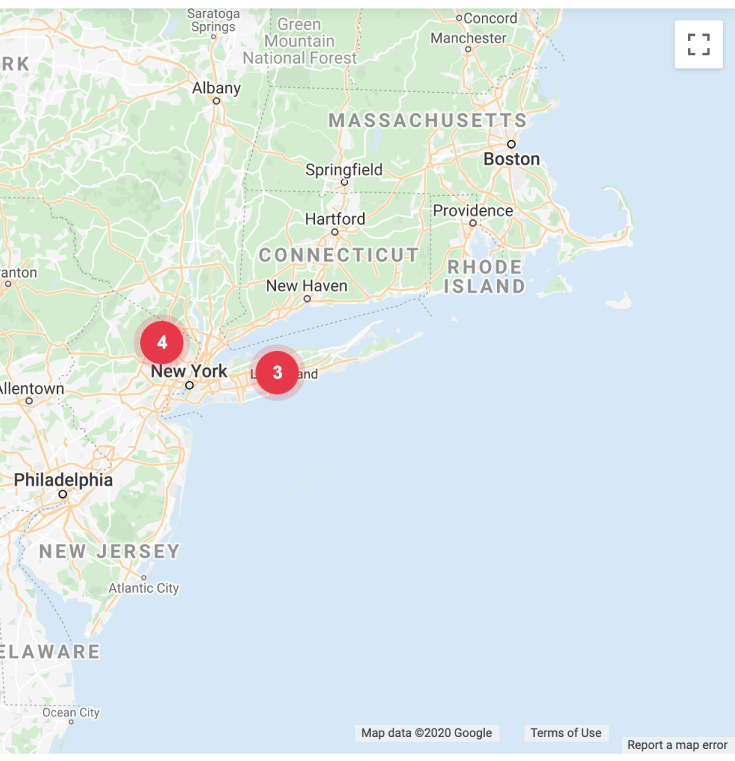 Saratoga
Springs
Green
Mountain
National Forest
Concord
Manchester
RK
Albany
MASSACHUSETTS
Boston
Springfield
Hartford
Providence
CONNECTICUT
RHODE
ISLAND
anton
New Haven
4
New York
3
L
and
Allentown
Philadelphia
NEW JERSEY
Atlantic City
ELAWARE
Ocean City
Map data ©2020 Google
Terms of Use
Report a map error